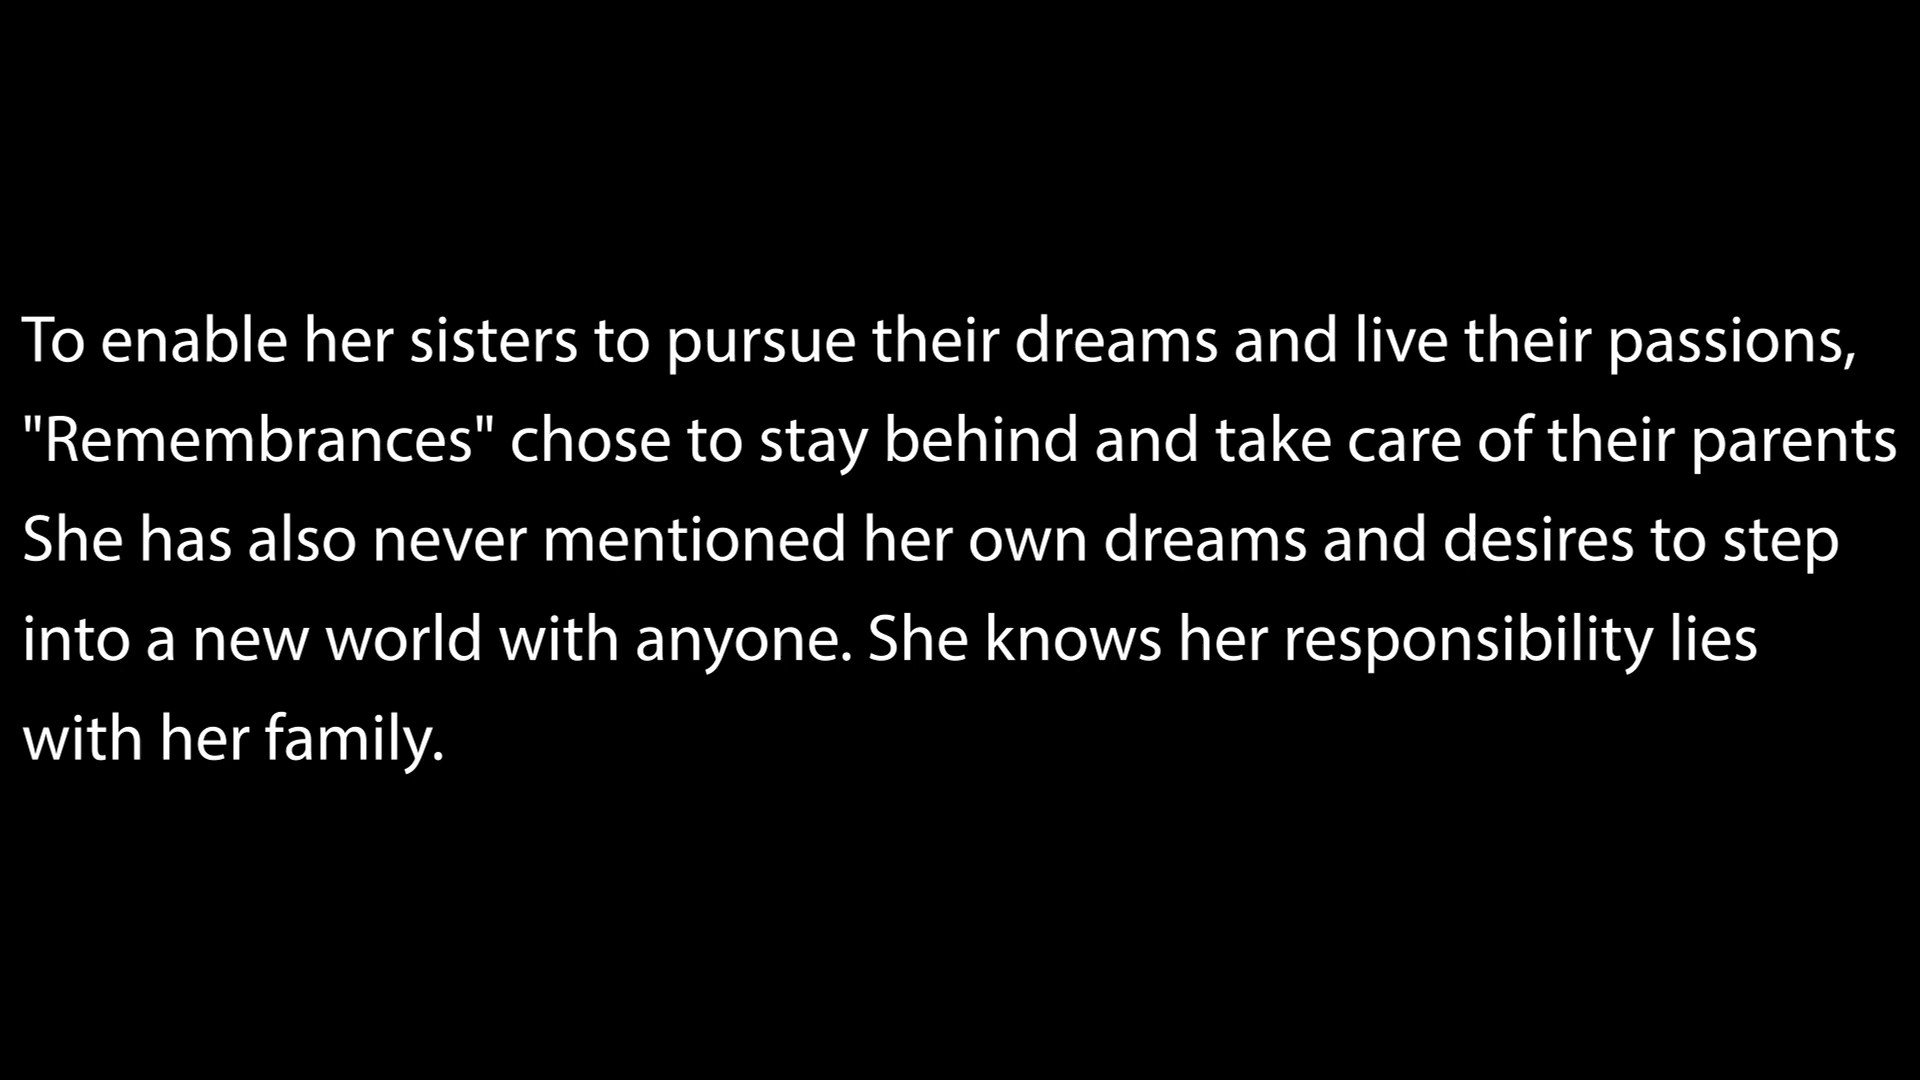 To enable her sisters to pursue their dreams and live their passions,
"Remembrances" chose to stay behind and take care of their parents
She has also never mentioned her own dreams and desires to step
into a new world with anyone. She knows her responsibility lies
with her family.